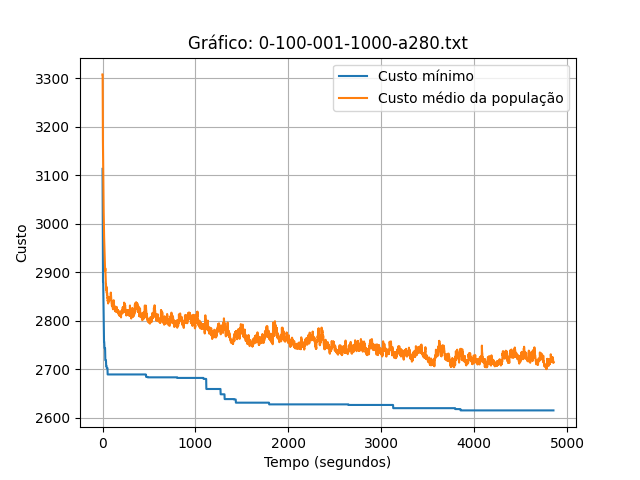 Gráfico: 0-100-001-1000-a280.txt
Custo mínimo
Custo médio da população
3300
3200
3100
3000
2900
2800
2700
2600
Custo
0 1000 2000 3000 4000 5000
Tempo (segundos)